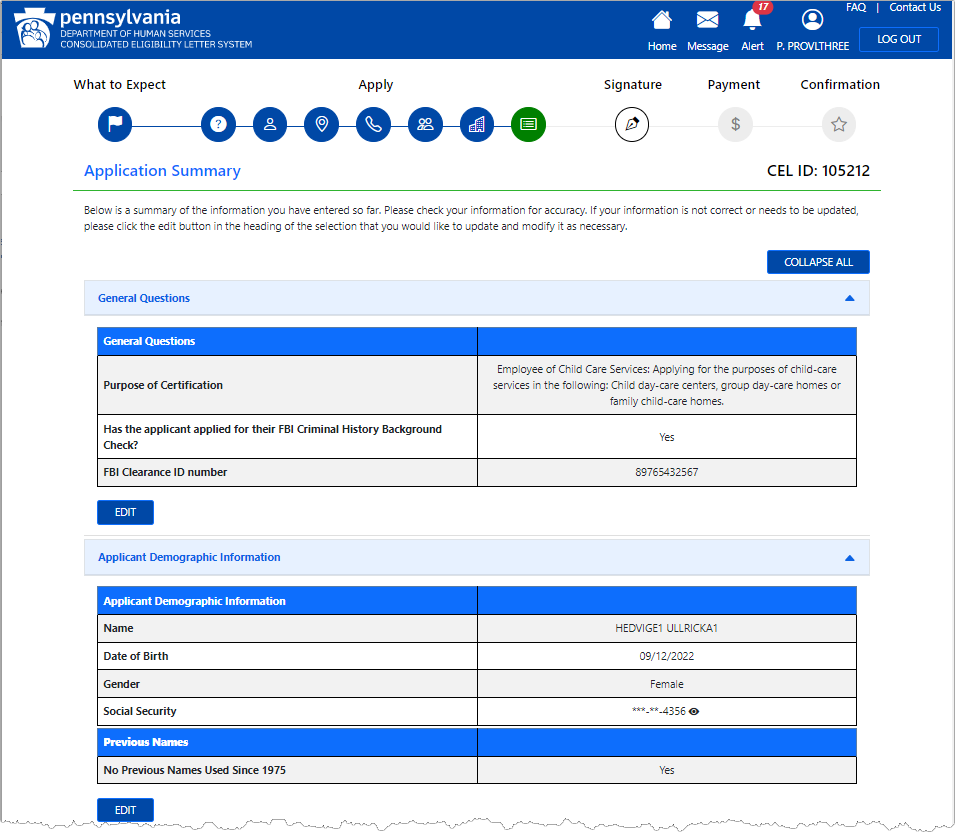 pennsylvania
DEPARTMENT OF HUMAN SERVICES
CONSOLIDATED ELIGIBILITY LETTER SYSTEM
Home
Message
17
Alert
P. PROVLTHREE
FAQ | Contact Us
LOG OUT
What to Expect
Apply
Signature
Payment
Confirmation
?
$
Application Summary
CEL ID: 105212
Below is a summary of the information you have entered so far. Please check your information for accuracy. If your information is not correct or needs to be updated,
please click the edit button in the heading of the selection that you would like to update and modify it as necessary.
COLLAPSE ALL
General Questions
General Questions
Purpose of Certification
Employee of Child Care Services: Applying for the purposes of child-care
services in the following: Child day-care centers, group day-care homes or
family child-care homes.
Has the applicant applied for their FBI Criminal History Background
Check?
Yes
FBI Clearance ID number
89765432567
EDIT
Applicant Demographic Information
Applicant Demographic Information
Name
HEDVIGE1 ULLRICKA1
Date of Birth
09/12/2022
Gender
Female
Social Security
***-**-4356
Previous Names
No Previous Names Used Since 1975
Yes
EDIT